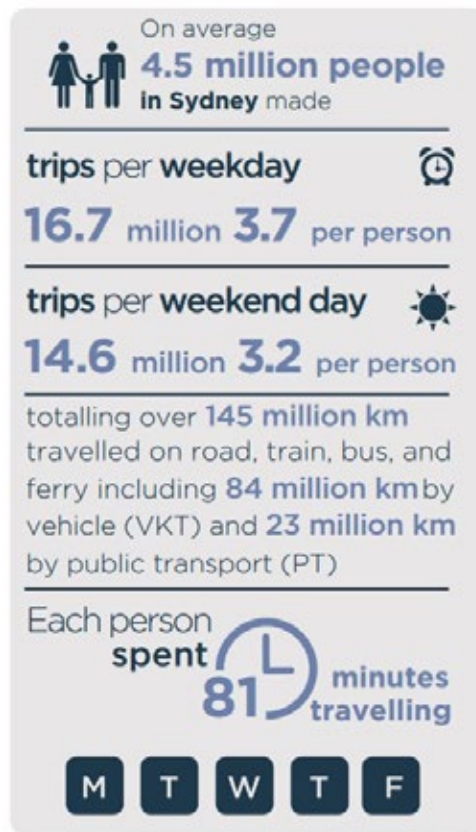 On average
4.5 million people
in Sydney made
trips per weekday
16.7 million 3.7 per person
trips per weekend day
14.6 million 3.2 per person
totalling over 145 million km
travelled on road, train, bus, and
ferry including 84 million km by
vehicle (VKT) and 23 million km
by public transport (PT)
Each person
spent
81 minutes
travelling
M T W T F